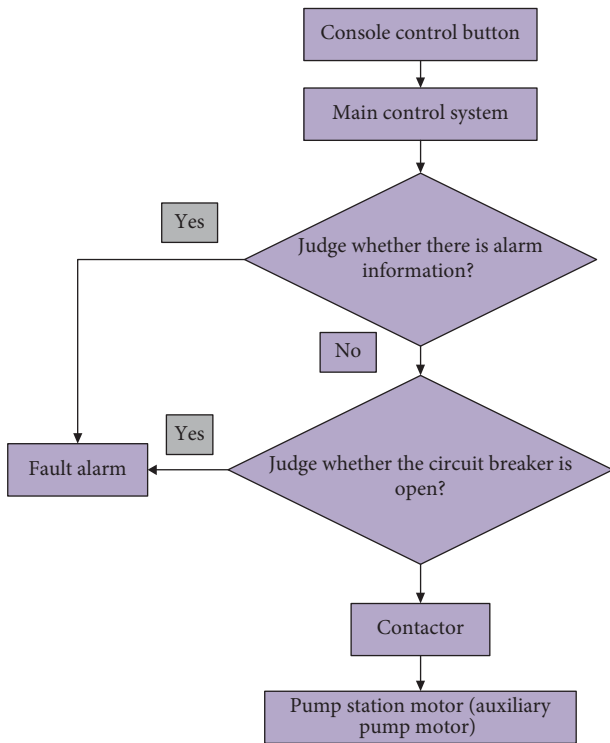 Console control button
Main control system
Yes
Judge whether there is alarm
information?
No
Yes
Fault alarm
Judge whether the circuit breaker is
open?
Contactor
Pump station motor (auxiliary
pump motor)